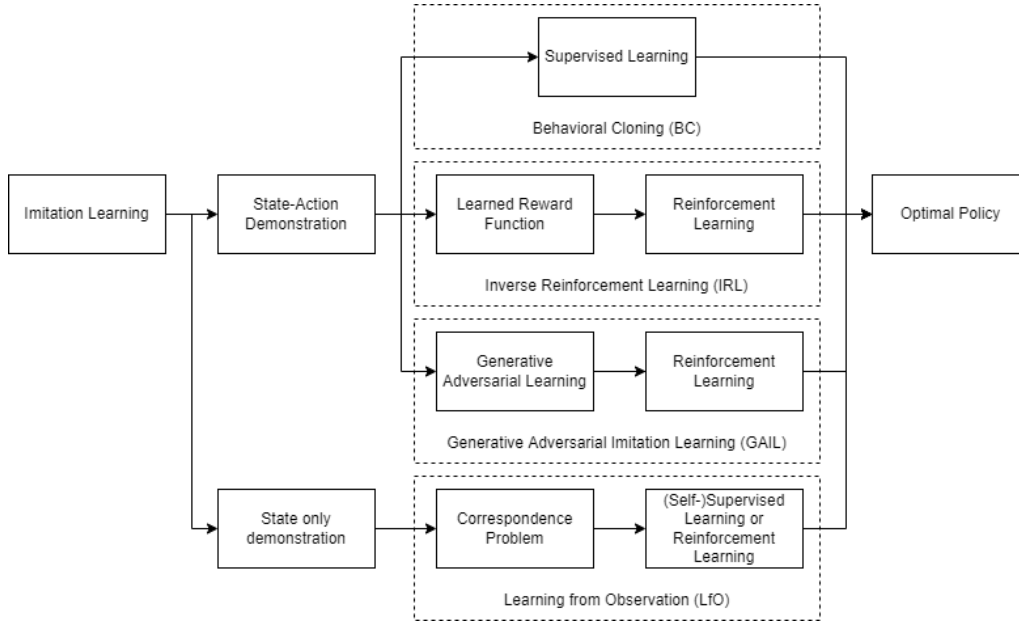 Supervised Learning
Behavioral Cloning (BC)
Imitation Learning
State-Action
Demonstration
Learned Reward
Function
Reinforcement
Learning
Optimal Policy
Inverse Reinforcement Learning (IRL)
Generative
Adversarial Learning
Reinforcement
Learning
Generative Adversarial Imitation Learning (GAIL)
State only
demonstration
Correspondence
Problem
(Self-)Supervised
Learning or
Reinforcement
Learning
Learning from Observation (LfO)